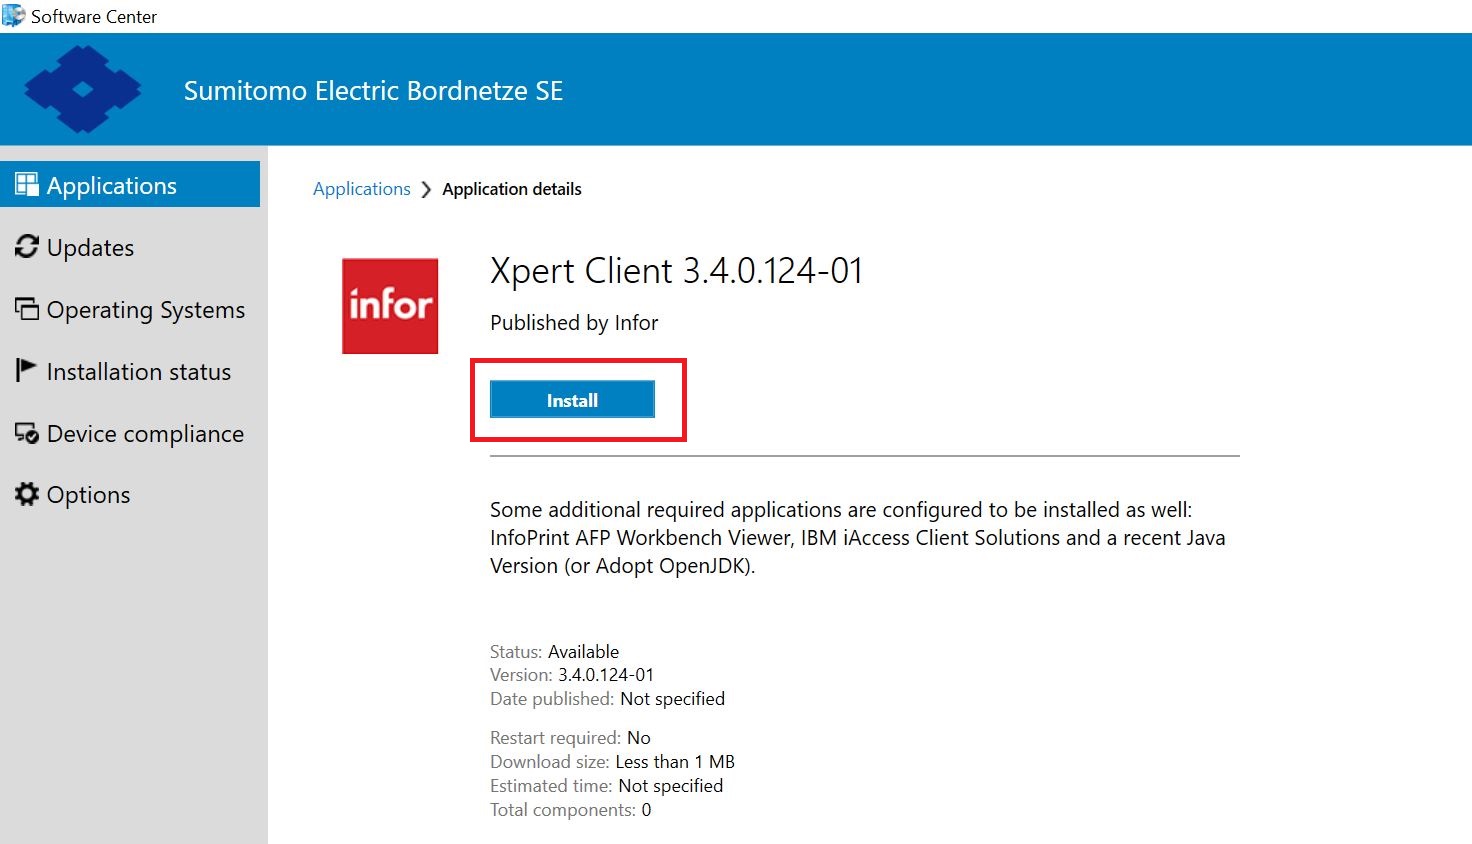 Software Center
Sumitomo Electric Bordnetze SE
Applications
Updates
Operating Systems
Installation status
Device compliance
Options
Applications > Application details
infor
Xpert Client 3.4.0.124-01
Published by Infor
Install
Some additional required applications are configured to be installed as well:
InfoPrint AFP Workbench Viewer, IBM iAccess Client Solutions and a recent Java
Version (or Adopt OpenJDK).
Status: Available
Version: 3.4.0.124-01
Date published: Not specified
Restart required: No
Download size: Less than 1 MB
Estimated time: Not specified
Total components: 0